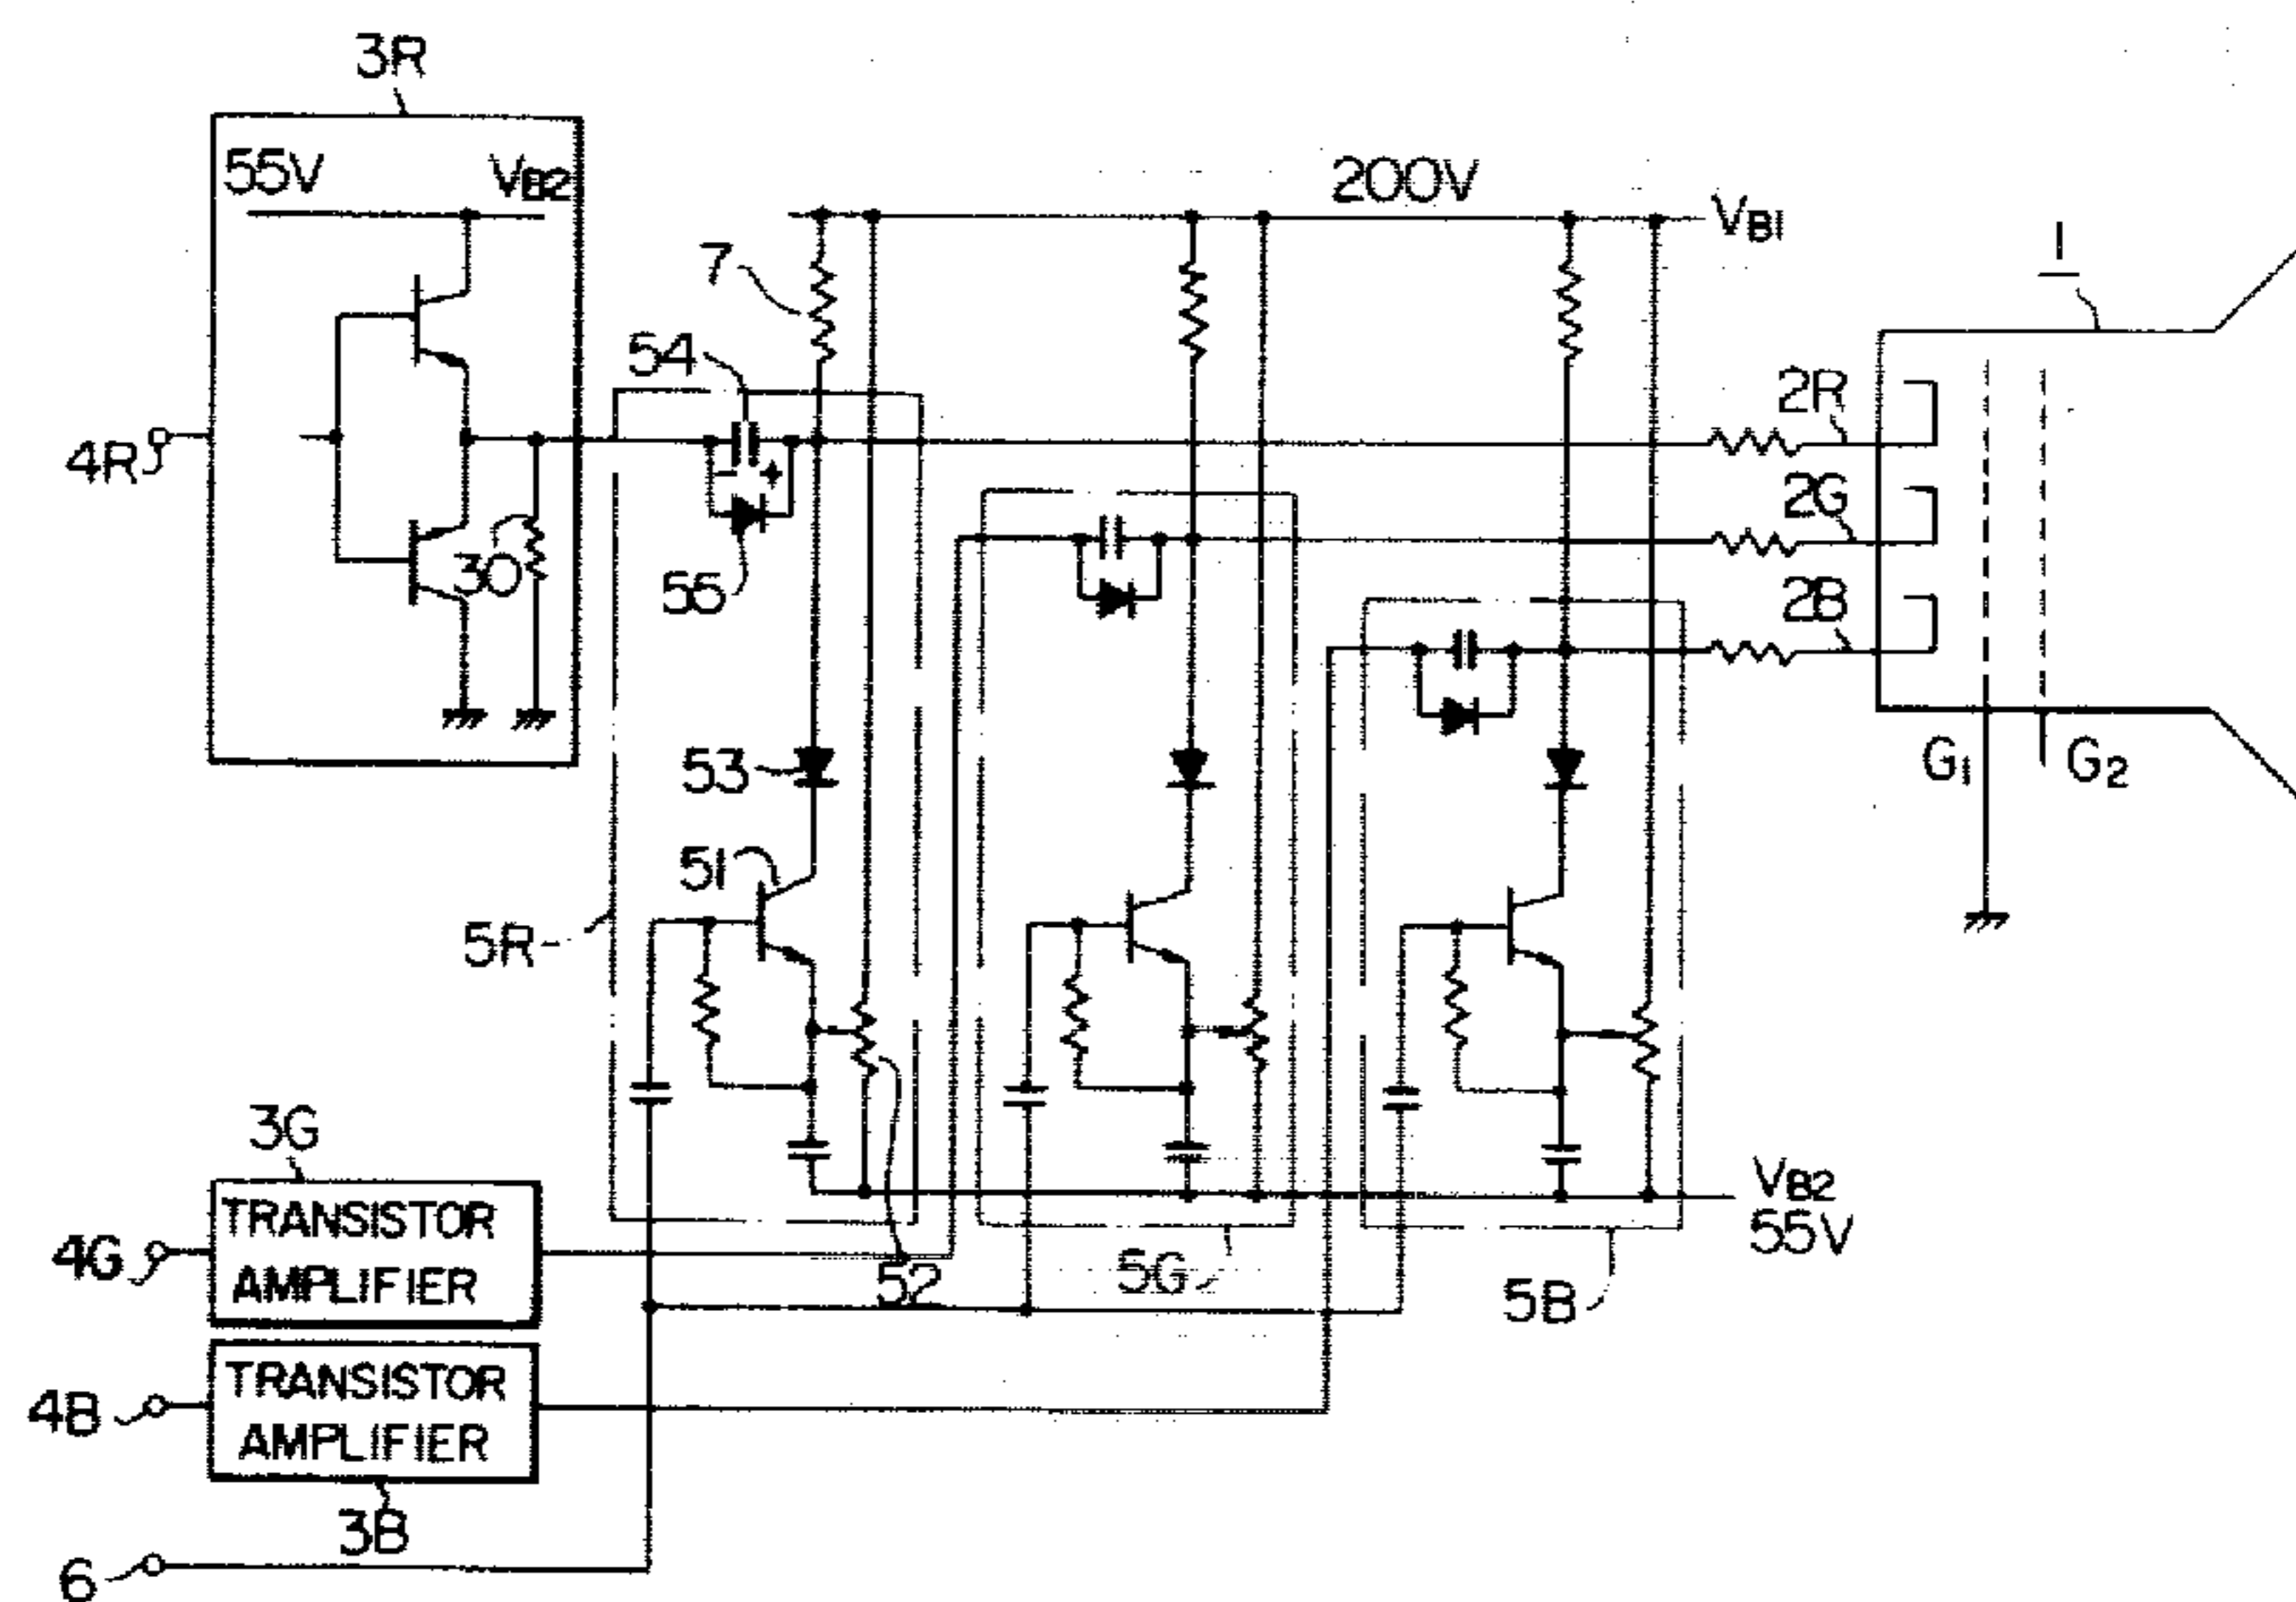 3R
55V VB2
200V
VB1
1
7
54
2R
4R
2G
30
55
2B
53
G1 G2
51
5R
3G
TRANSISTOR
AMPLIFIER
4G
VB2
55V
52
5G
5B
TRANSISTOR
AMPLIFIER
4B
3B
6